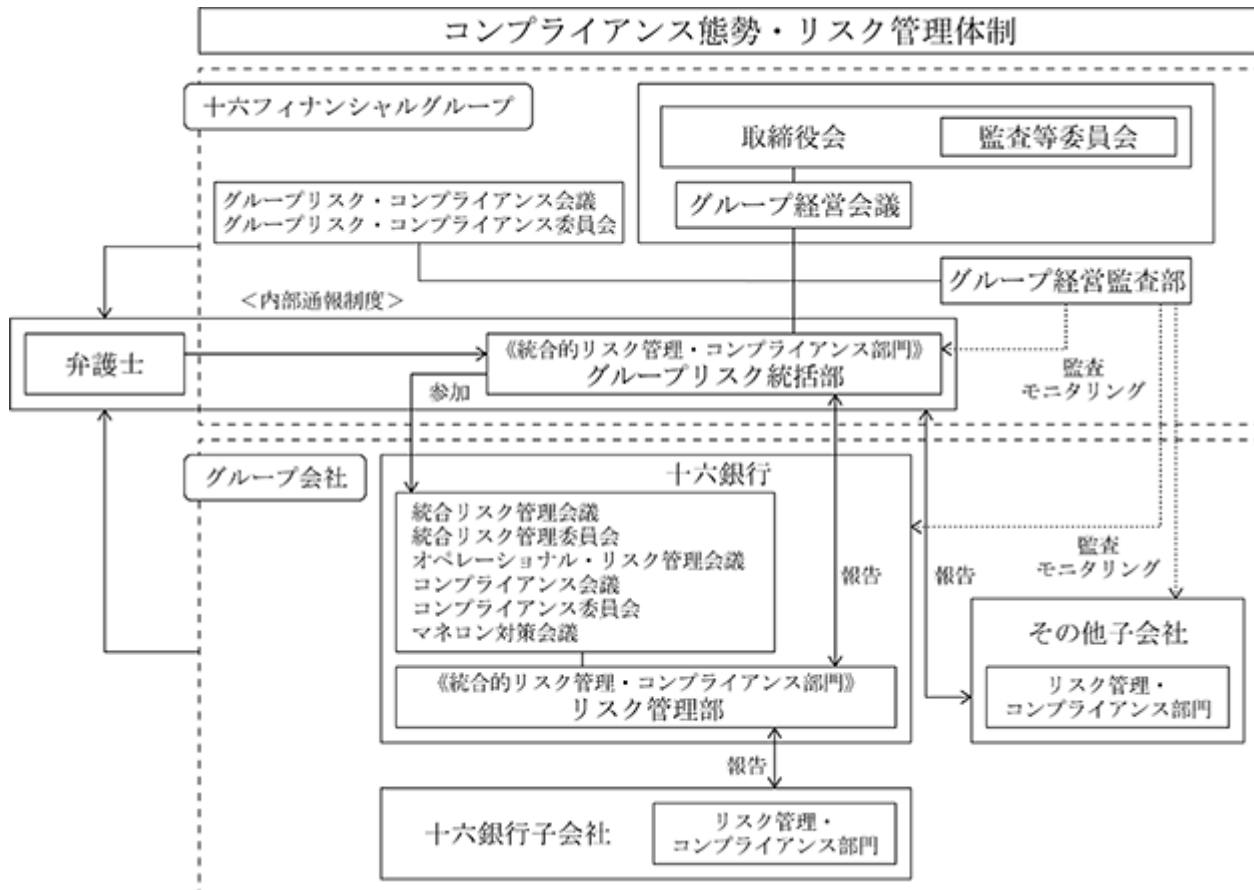 コンプライアンス態勢・リスク管理体制
十六フィナンシャルグループ
取締役会
監査等委員会
グループリスク・コンプライアンス会議
グループリスク・コンプライアンス委員会
グループ経営会議
グループ経営監査部
＜内部通報制度＞
弁護士
《統合的リスク管理・コンプライアンス部門》
グループリスク統括部
参加
監査
モニタリング
グループ会社
十六銀行
統合リスク管理会議
統合リスク管理委員会
オペレーショナル・リスク管理会議
コンプライアンス会議
コンプライアンス委員会
マネロン対策会議
報告
報告
監査
モニタリング
《統合的リスク管理・コンプライアンス部門》
リスク管理部
その他子会社
リスク管理・
コンプライアンス部門
報告
十六銀行子会社
リスク管理・
コンプライアンス部門